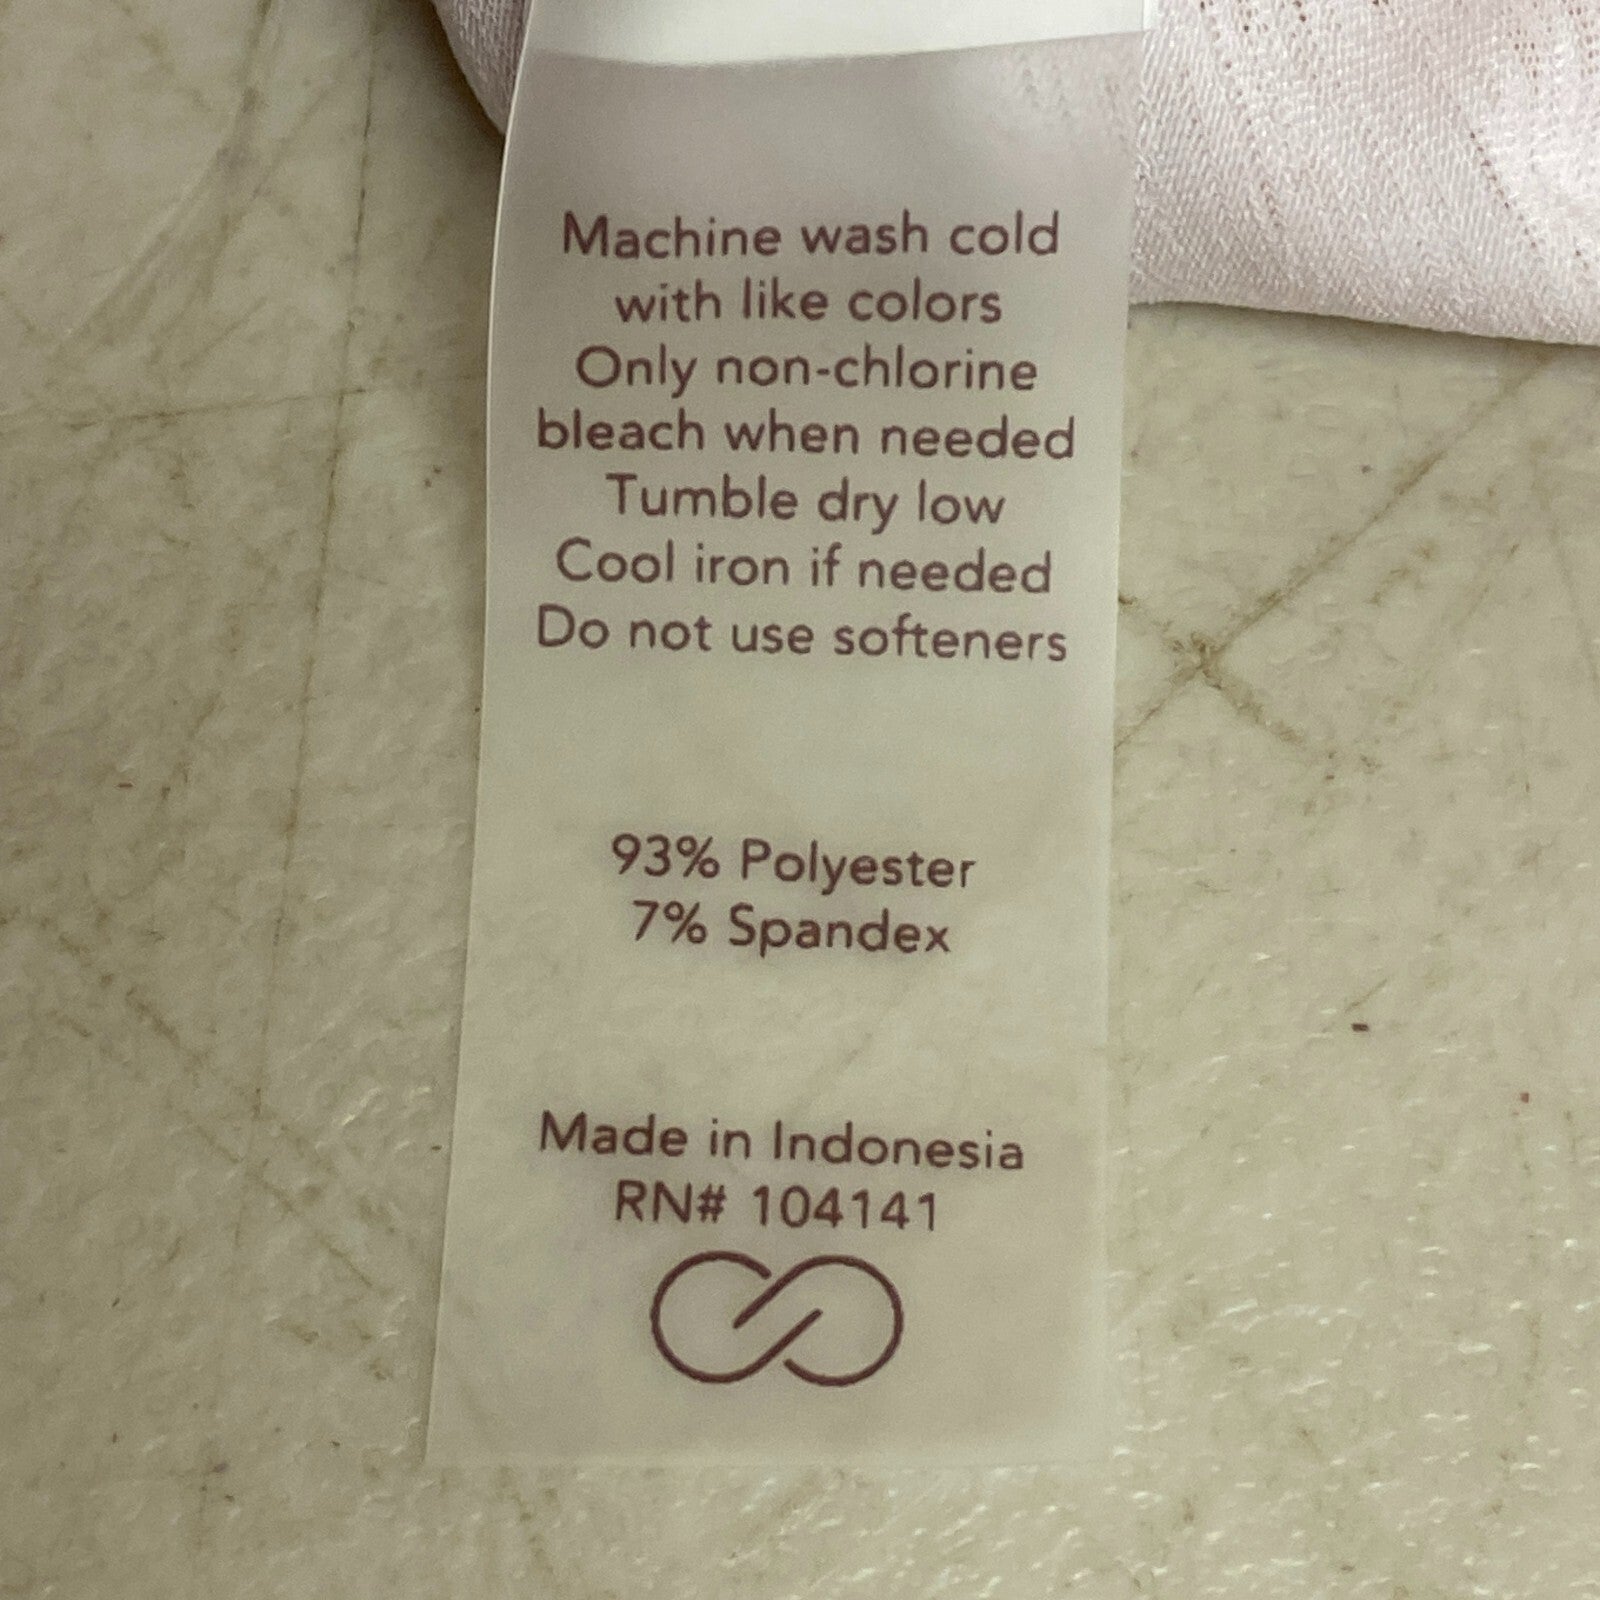 Machine wash cold
with like colors
Only non-chlorine
bleach when needed
Tumble dry low
Cool iron if needed
Do not use softeners
93% Polyester
7% Spandex
Made in Indonesia
RN# 104141